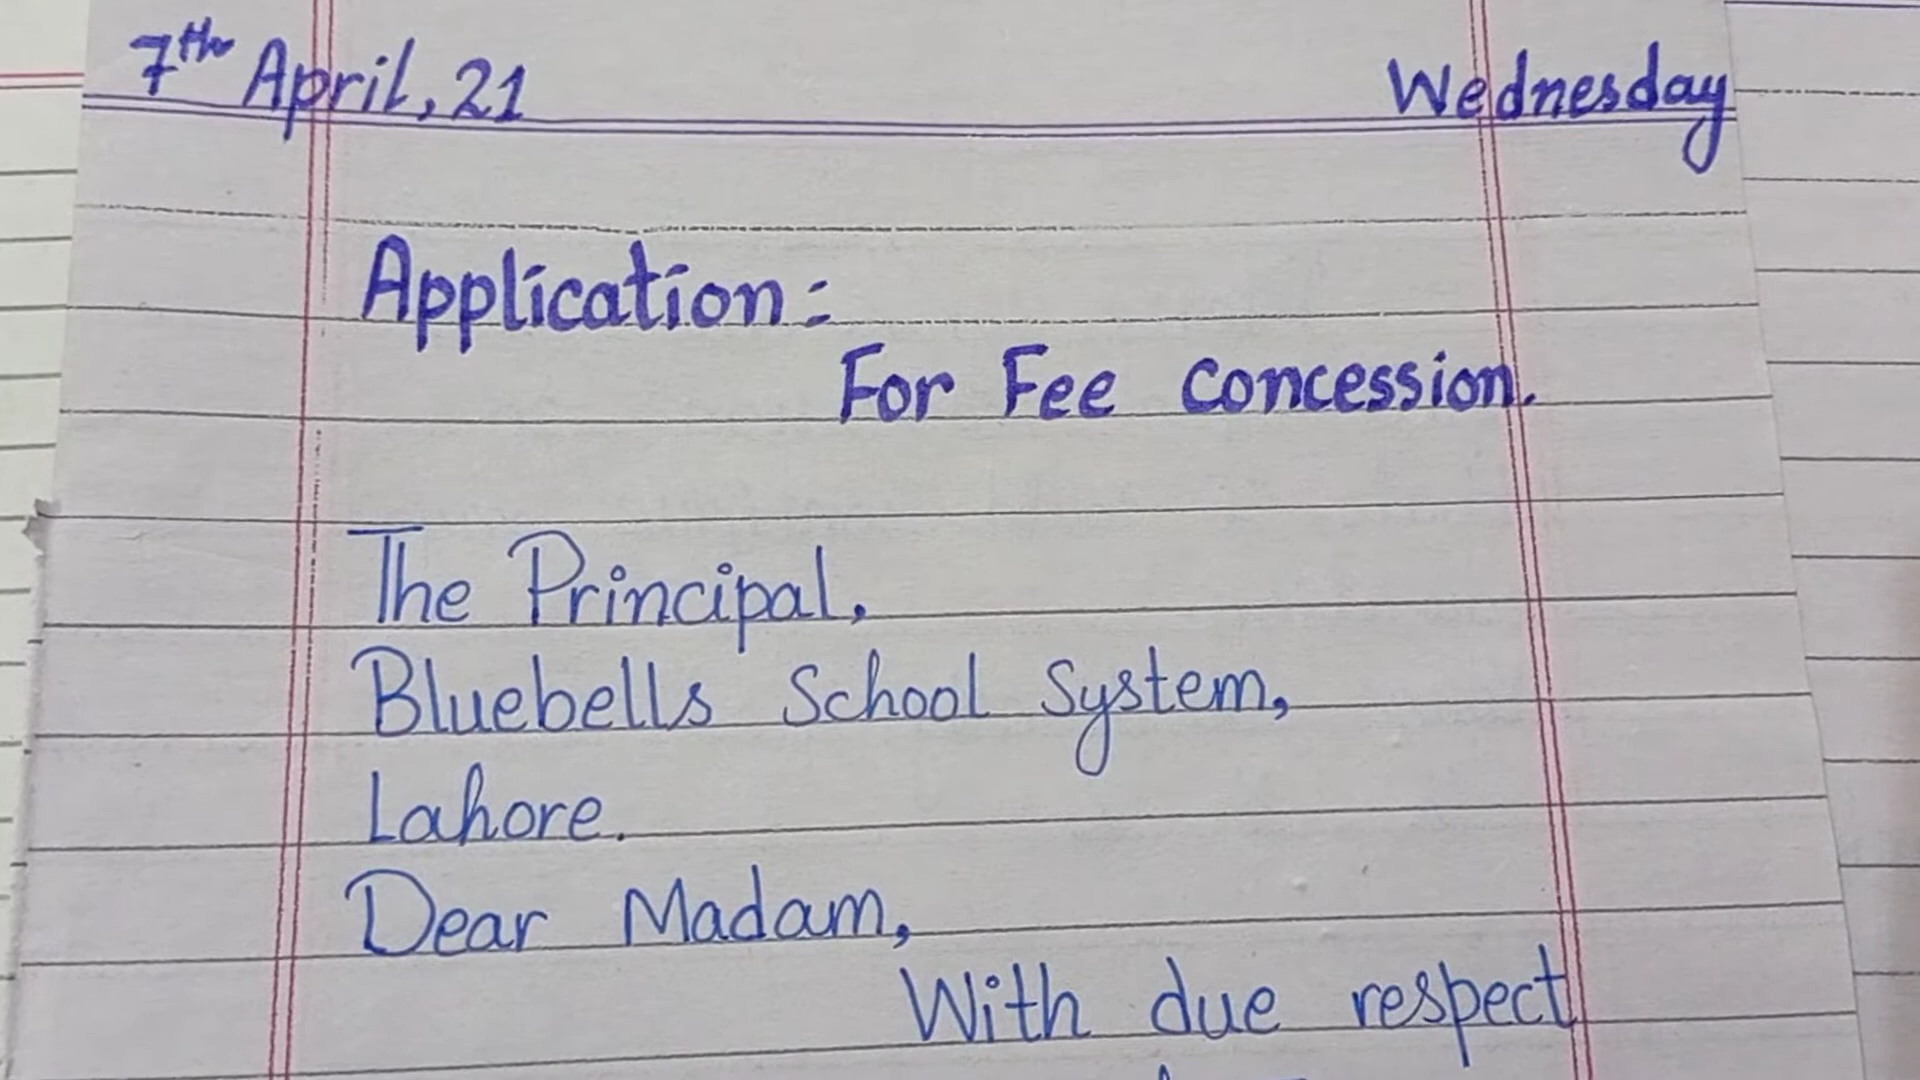 7th April, 21 Wednesday
Application:
For Fee concession.
The Principal,
Bluebells School System,
Lahore.
Dear Madam,
With due respect